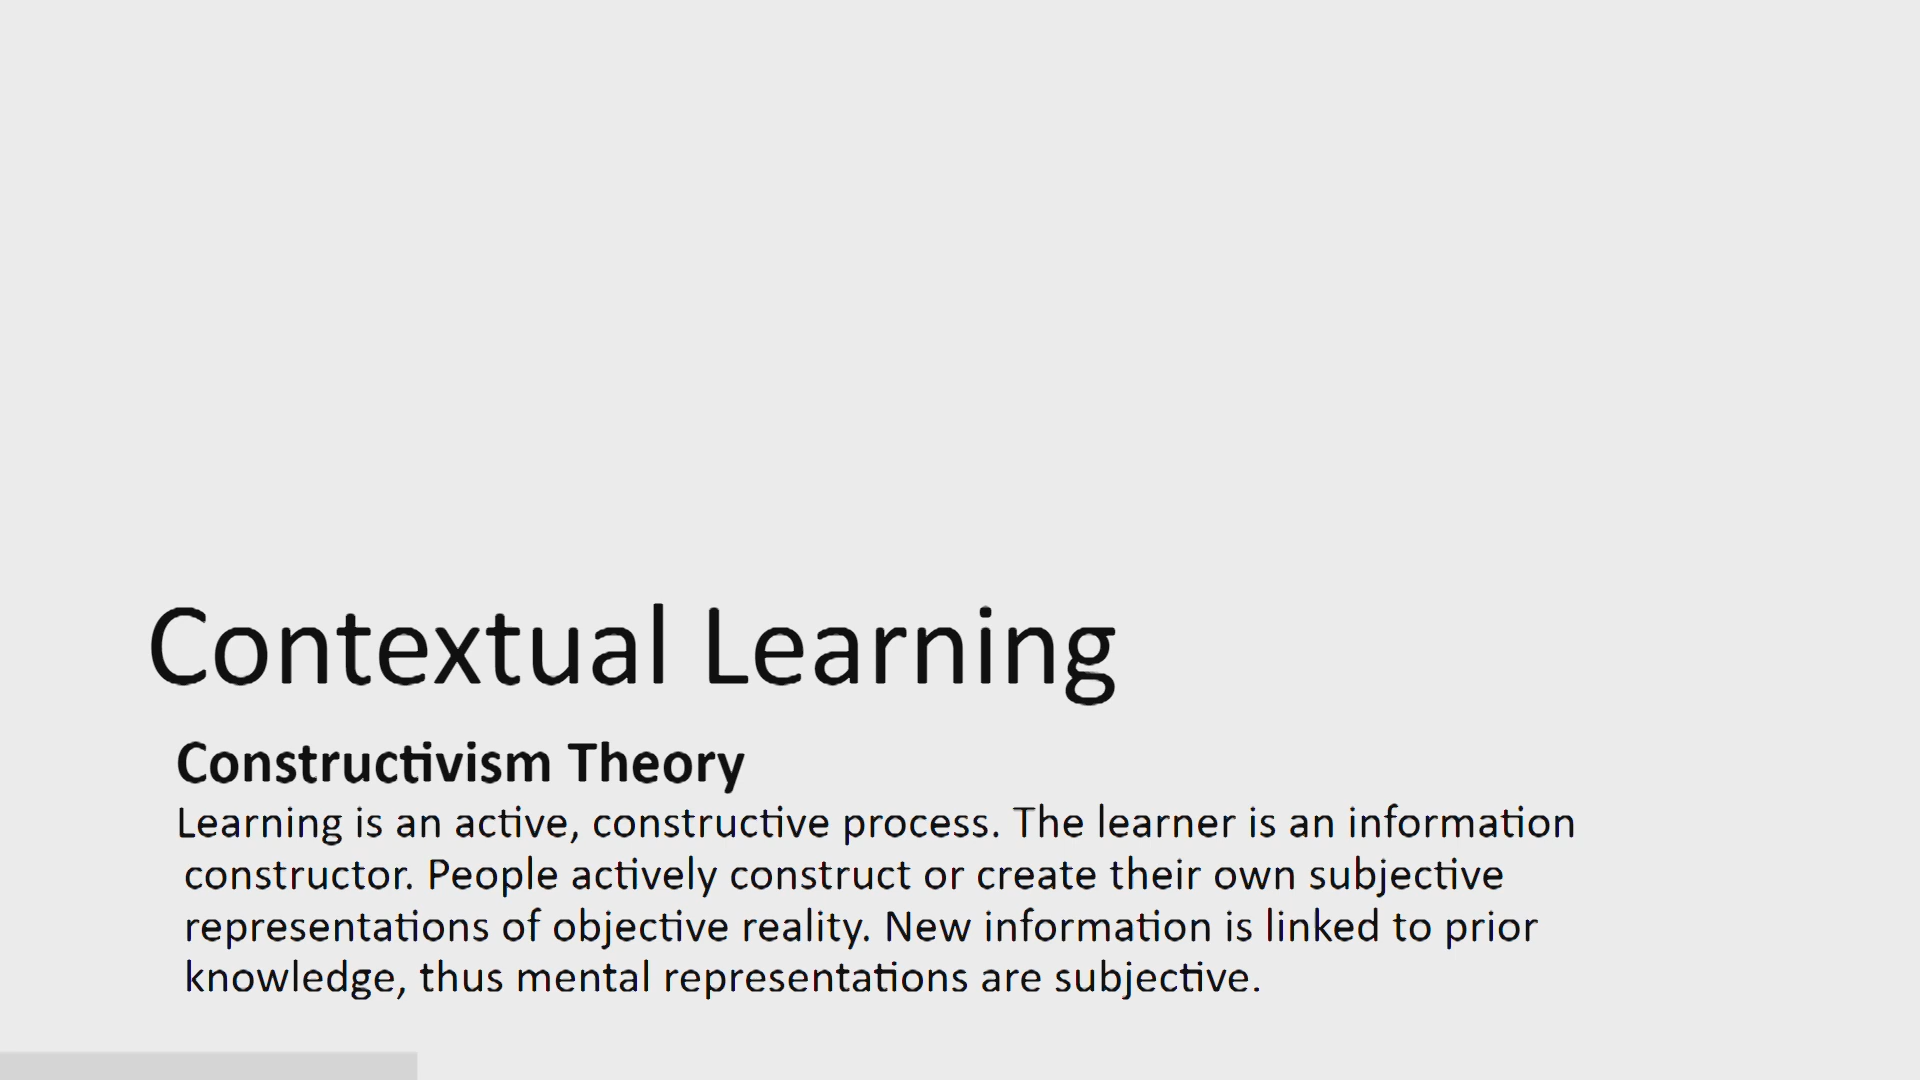 Contextual Learning
Constructivism Theory
Learning is an active, constructive process. The learner is an information
constructor. People actively construct or create their own subjective
representations of objective reality. New information is linked to prior
knowledge, thus mental representations are subjective.